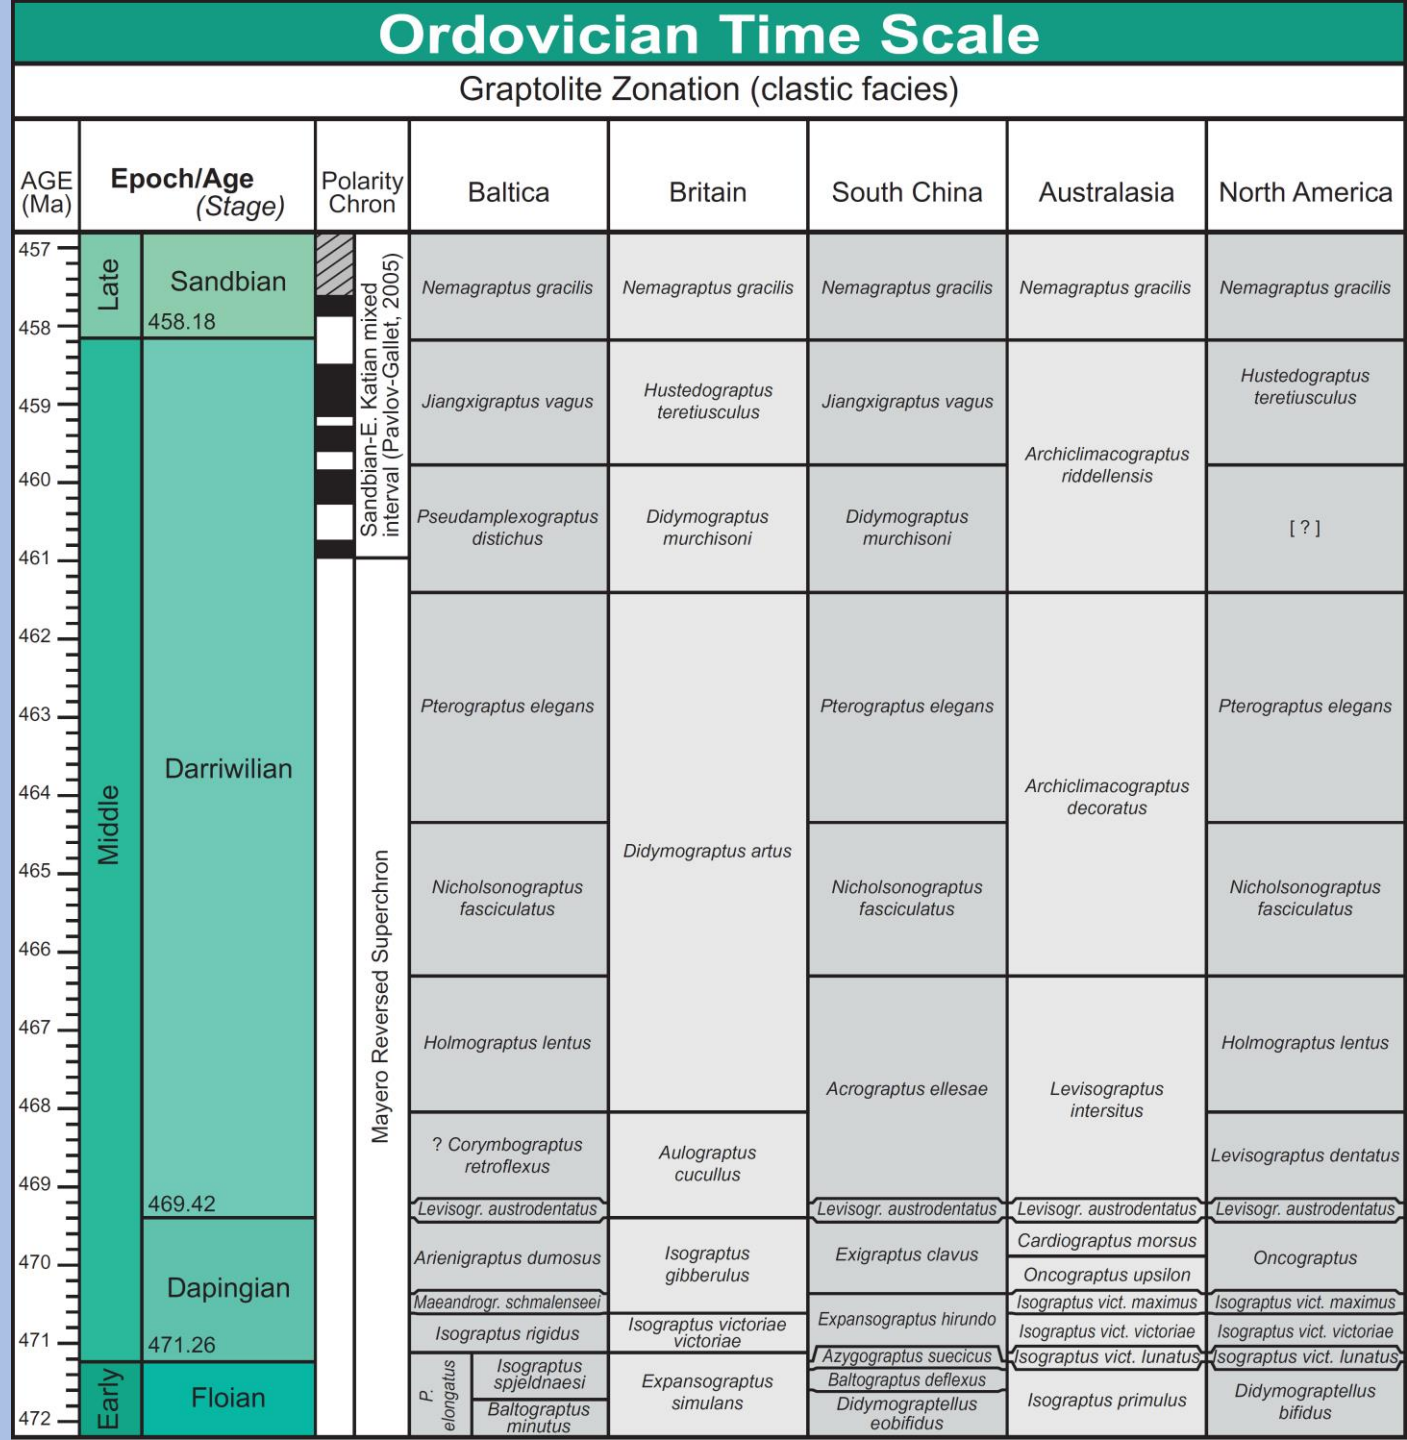 Ordovician Time Scale
Graptolite Zonation (clastic facies)
AGE
(Ma)
Epoch/Age
(Stage)
Polarity
Chron
Baltica
Britain
South China
Australasia
North America
457
458
459
460
461
462
463
464
465
466
467
468
469
470
471
472
Late
Middle
Early
Sandbian
458.18
Darriwilian
469.42
Dapingian
471.26
Floian
Sandbian-E. Katian mixed
interval (Pavlov-Gallet, 2005)
Mayero Reversed Superchron
Nemagraptus gracilis
Jiangxigraptus vagus
Pseudamplexograptus
distichus
Pterograptus elegans
Nicholsonograptus
fasciculatus
Holmograptus lentus
? Corymbograptus
retroflexus
Levisogr. austrodentatus
Arienigraptus dumosus
Maeandrogr. schmalenseei
Isograptus rigidus
P.
elongatus
Isograptus
spjeldnaesi
Baltograptus
minutus
Nemagraptus gracilis
Hustedograptus
teretiusculus
Didymograptus
murchisoni
Didymograptus artus
Aulograptus
cucullus
Isograptus
gibberulus
Isograptus victoriae
victoriae
Expansograptus
simulans
Nemagraptus gracilis
Jiangxigraptus vagus
Didymograptus
murchisoni
Pterograptus elegans
Nicholsonograptus
fasciculatus
Acrograptus ellesae
Levisogr. austrodentatus
Exigraptus clavus
Expansograptus hirundo
Azygograptus suecicus
Baltograptus deflexus
Didymograptellus
eobifidus
Nemagraptus gracilis
Archiclimacograptus
riddellensis
Archiclimacograptus
decoratus
Levisograptus
intersitus
Levisogr. austrodentatus
Cardiograptus morsus
Oncograptus upsilon
Isograptus vict. maximus
Isograptus vict. victoriae
Isograptus vict. lunatus
Isograptus primulus
Nemagraptus gracilis
Hustedograptus
teretiusculus
[ ? ]
Pterograptus elegans
Nicholsonograptus
fasciculatus
Holmograptus lentus
Levisograptus dentatus
Levisogr. austrodentatus
Oncograptus
Isograptus vict. maximus
Isograptus vict. victoriae
Isograptus vict. lunatus
Didymograptellus
bifidus